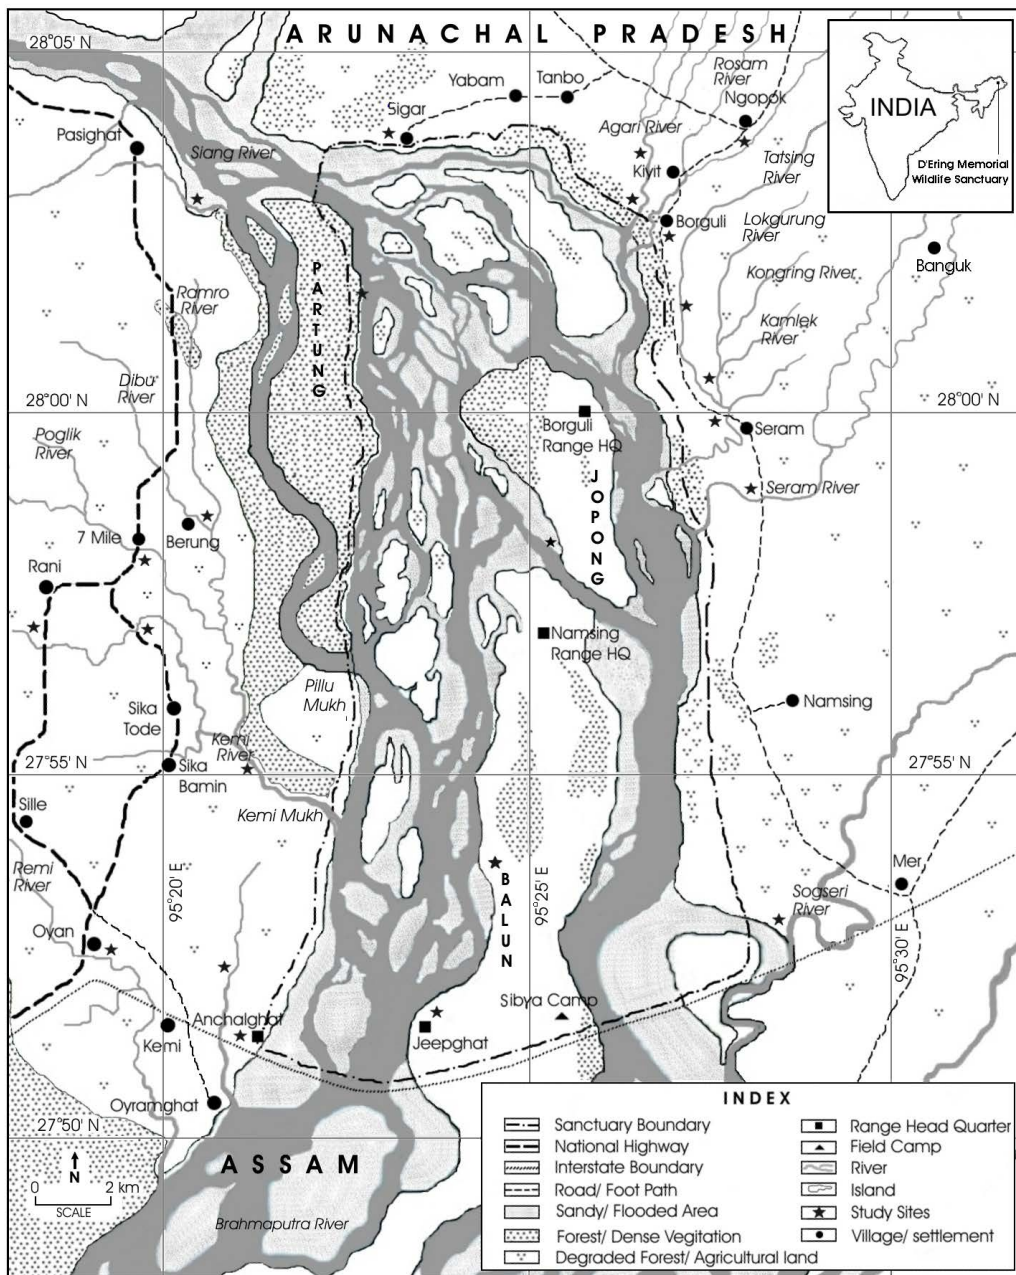 ARUNACHAL PRADESH
28°05' N
Rosam
River
Yabam
Tanbo
Ngopok
Sigar
INDIA
Agari River
Pasighat
Siang River
Tatsing
River
D'Ering Memorial
Wildlife Sanctuary
Kiyit
Borguli
Lokgurung
River
Banguk
PARTUNG
Kongring River
Ramro
River
Kamlek
River
Dibu
River
28°00' N
28°00' N
Borguli
Range HQ
Seram
Poglik
River
JOPONG
Seram River
7 Mile
Berung
Rani
Namsing
Range HQ
Pillu
Mukh
Sika
Tode
Namsing
Kemi
River
27°55' N
Sika
Bamin
27°55' N
Sille
Kemi Mukh
Remi
River
95°20' E
95°25' E
BALUN
Mer
Sogseri
River
Oyan
95°30' E
Sibya Camp
Anchalghat
Kemi
Jeepghat
Oyramghat
27°50' N
ASSAM
N
0 2 km
SCALE
Brahmaputra River
INDEX
Sanctuary Boundary
National Highway
Interstate Boundary
Road/ Foot Path
Sandy/ Flooded Area
Forest/ Dense Vegitation
Degraded Forest/ Agricultural land
Range Head Quarter
Field Camp
River
Island
Study Sites
Village/ settlement